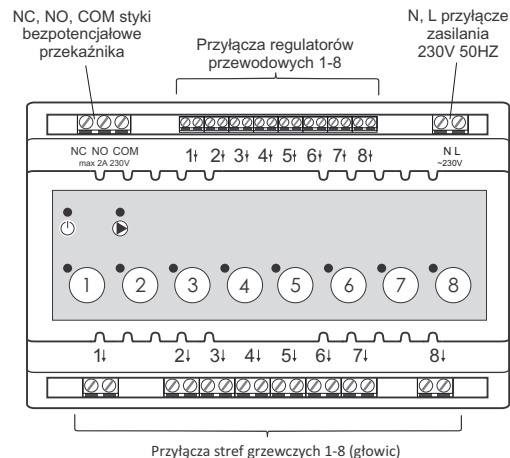 NC, NO, COM styki
bezpotencjałowe
przekaźnika
Przyłącza regulatorów
przewodowych 1-8
N, L przyłącze
zasilania
230V 50HZ
NC NO COM
max 2A 230V
1 2 3 4 5 6 7 8
N L
~230V
1 2 3 4 5 6 7 8
1↓ 2↓ 3↓ 4↓ 5↓ 6↓ 7↓ 8↓
Przyłącza stref grzewczych 1-8 (głowic)